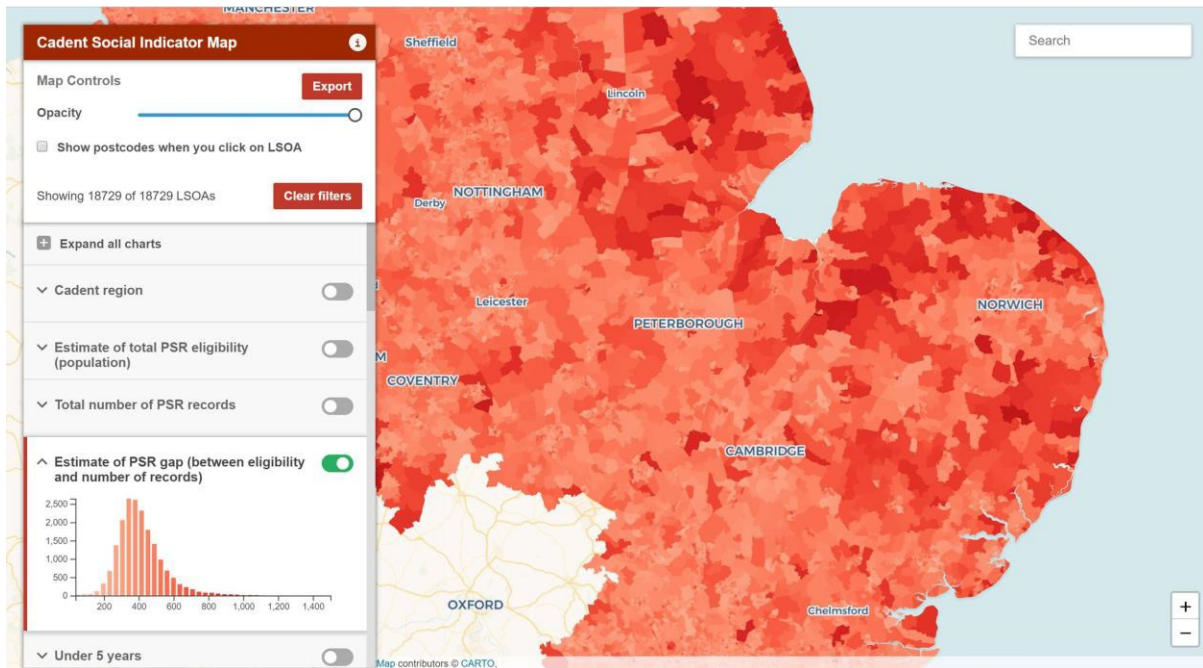 MANCHESTER
Cadent Social Indicator Map
i
Map Controls
Export
Opacity
Show postcodes when you click on LSOA
Showing 18729 of 18729 LSOAs
Clear filters
Expand all charts
Cadent region
Estimate of total PSR eligibility
(population)
Total number of PSR records
Estimate of PSR gap (between eligibility
and number of records)
2,500
2,000
1,500
1,000
500
0
200 400 600 800 1,000 1,200 1,400
Under 5 years
Search
Sheffield
Lincoln
NOTTINGHAM
Derby
Leicester
PETERBOROUGH
NORWICH
M
COVENTRY
CAMBRIDGE
OXFORD
Chelmsford
+
−
Map contributors © CARTO,